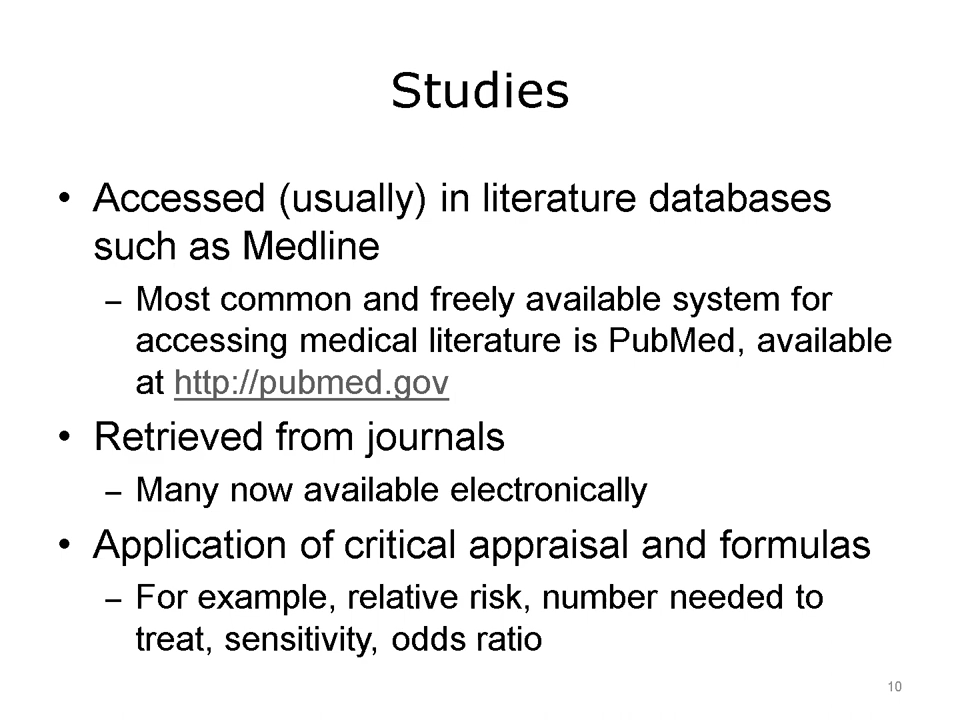 Studies
• Accessed (usually) in literature databases
such as Medline
– Most common and freely available system for
accessing medical literature is PubMed, available
at http://pubmed.gov
• Retrieved from journals
– Many now available electronically
• Application of critical appraisal and formulas
– For example, relative risk, number needed to
treat, sensitivity, odds ratio
10